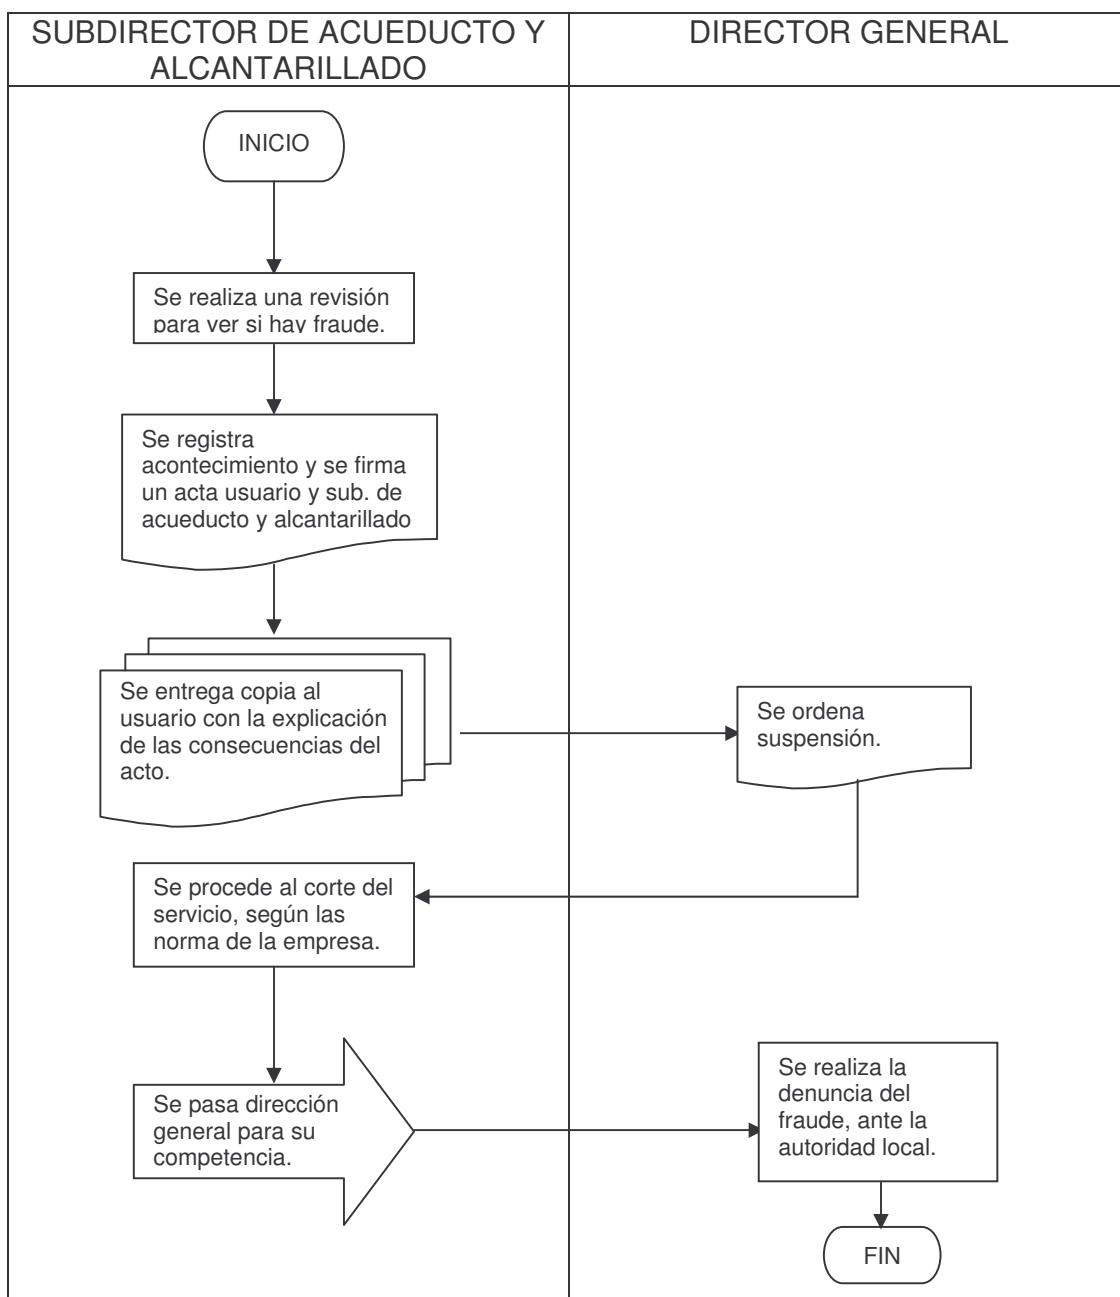 SUBDIRECTOR DE ACUEDUCTO Y
ALCANTARILLADO
DIRECTOR GENERAL
INICIO
Se realiza una revisión
para ver si hay fraude.
Se registra
acontecimiento y se firma
un acta usuario y sub. de
acueducto y alcantarillado
Se entrega copia al
usuario con la explicación
de las consecuencias del
acto.
Se ordena
suspensión.
Se procede al corte del
servicio, según las
norma de la empresa.
Se pasa dirección
general para su
competencia.
Se realiza la
denuncia del
fraude, ante la
autoridad local.
FIN